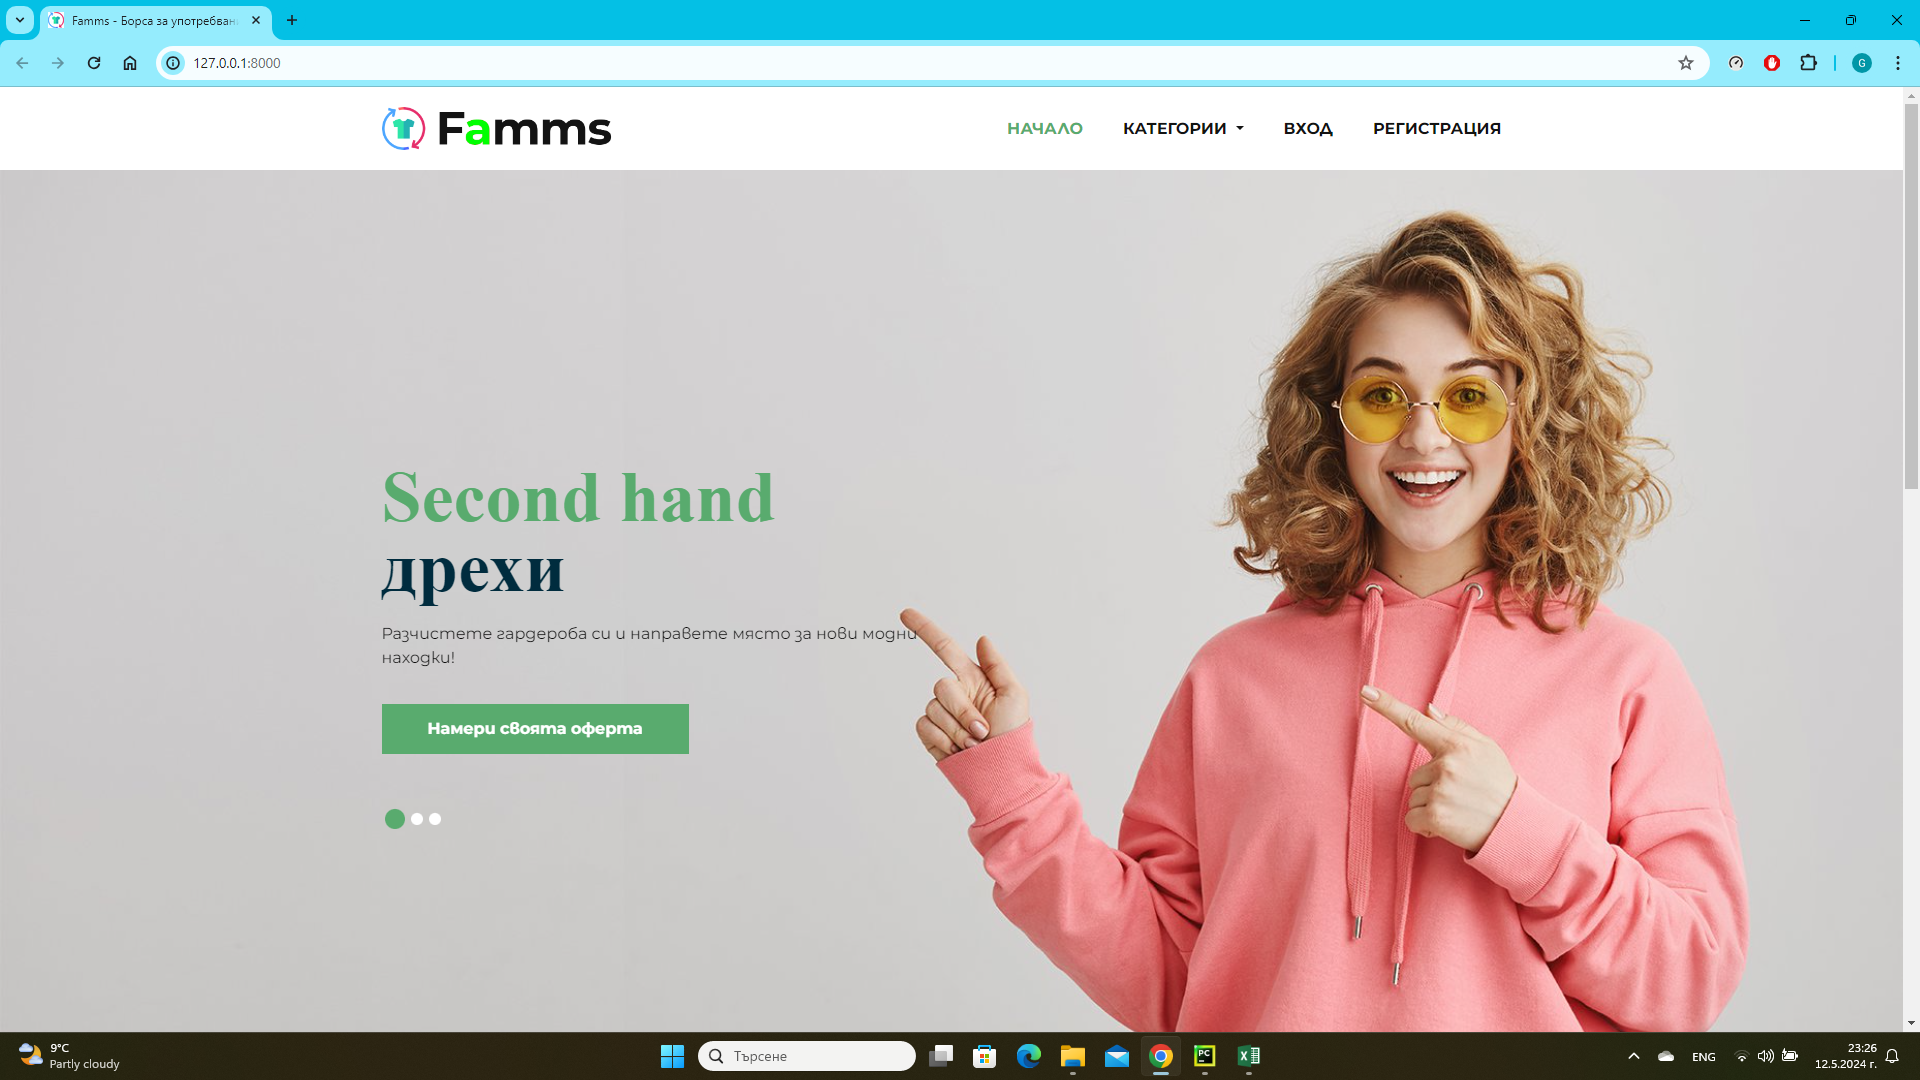 Famms - Борса за употребван
127.0.0.1:8000
G
Famms
НАЧАЛО
КАТЕГОРИИ
ВХОД
РЕГИСТРАЦИЯ
Second hand
дрехи
Разчистете гардероба си и направете място за нови модни
находки!
Намери своята оферта
9°C
Partly cloudy
Търсене
PC
X
ENG
23:26
12.5.2024 г.